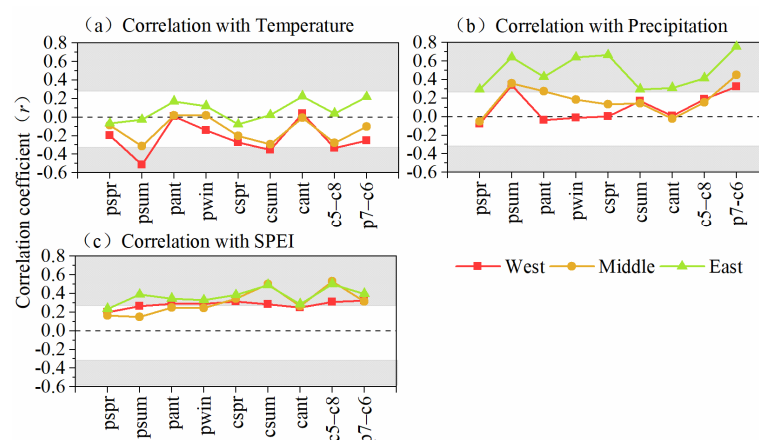 (a) Correlation with Temperature
0.8
0.6
0.4
0.2
0.0
-0.2
-0.4
-0.6
pspr
psum
pant
pwin
cspr
csum
cant
c5–c8
p7–c6
(b) Correlation with Precipitation
0.8
0.6
0.4
0.2
0.0
-0.2
-0.4
-0.6
pspr
psum
pant
pwin
cspr
csum
cant
c5–c8
p7-c6
Correlation coefficient (r)
(c) Correlation with SPEI
0.8
0.6
0.4
0.2
0.0
-0.2
-0.4
-0.6
pspr
psum
pant
pwin
cspr
csum
cant
c5–c8
p7–c6
West Middle East